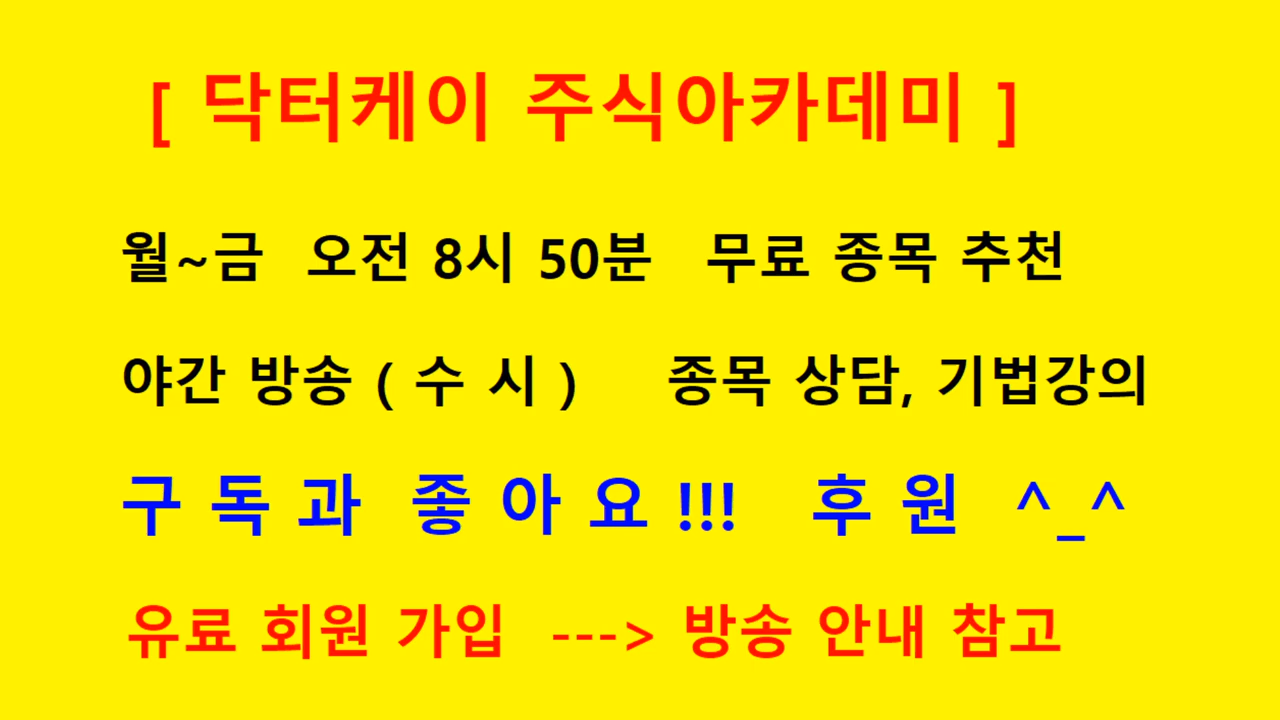 [ 닥터케이 주식아카데미 ]
월~금 오전 8시 50분 무료 종목 추천
야간 방송 ( 수 시 ) 종목 상담, 기법강의
구 독 과 좋 아 요 !!! 후 원 ^_^
유료 회원 가입 ---> 방송 안내 참고